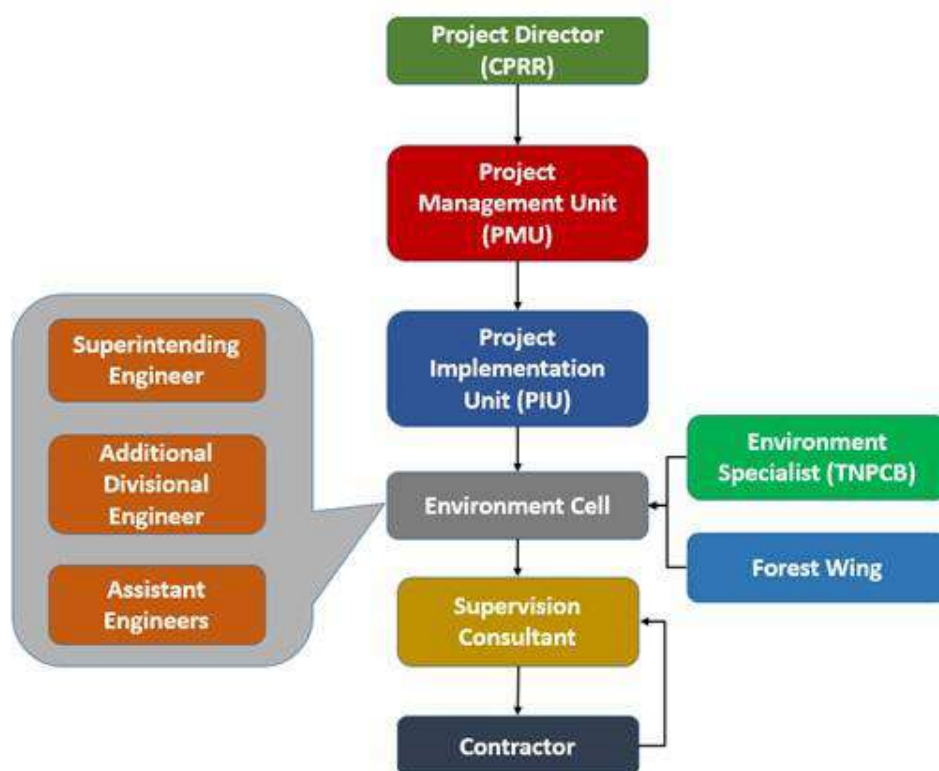 Project Director
(CPRR)
Project
Management Unit
(PMU)
Project
Implementation
Unit (PIU)
Superintending
Engineer
Additional
Divisional
Engineer
Assistant
Engineers
Environment Cell
Environment
Specialist (TNPCB)
Forest Wing
Supervision
Consultant
Contractor